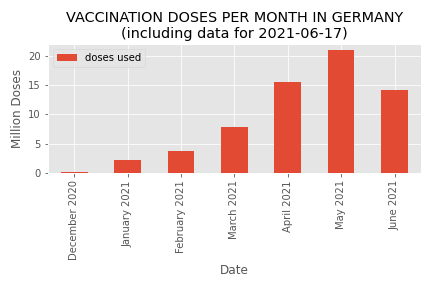 VACCINATION DOSES PER MONTH IN GERMANY
(including data for 2021-06-17)
doses used
Million Doses
20
15
10
5
0
December 2020
January 2021
February 2021
March 2021
April 2021
May 2021
June 2021
Date